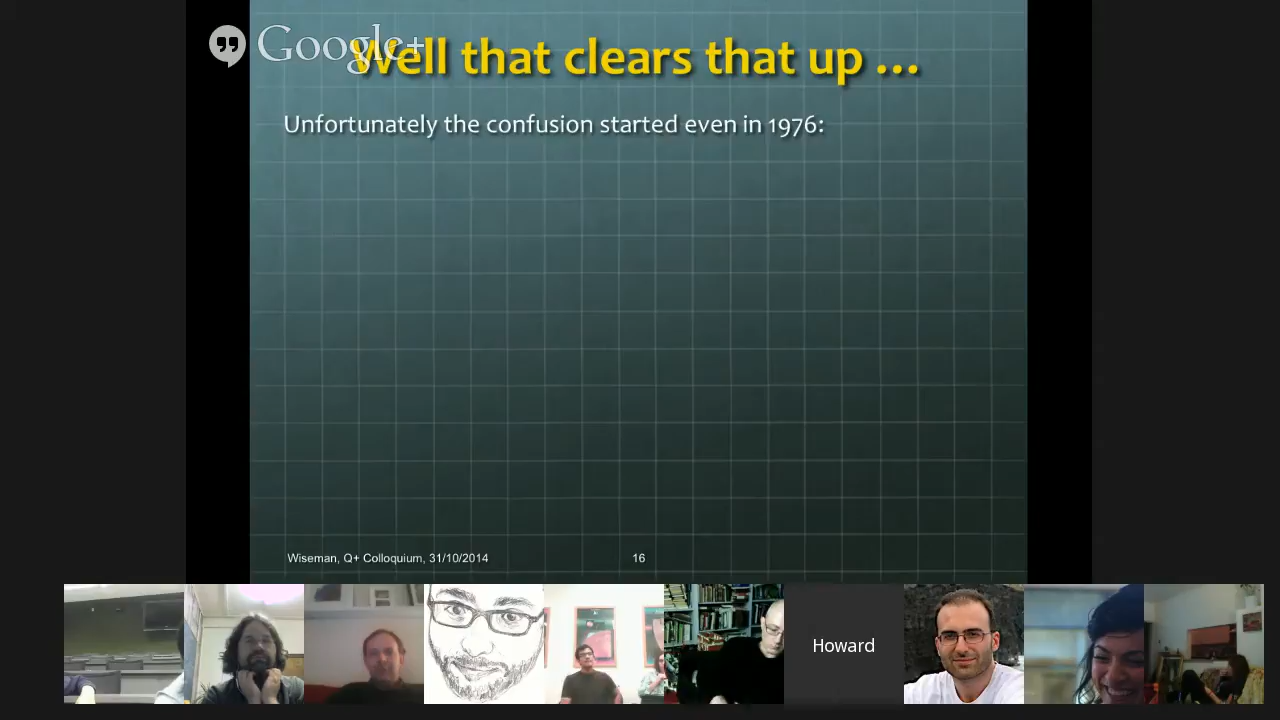 Google+
Well that clears that up ...
Unfortunately the confusion started even in 1976:
Wiseman, Q+ Colloquium, 31/10/2014
16
Howard